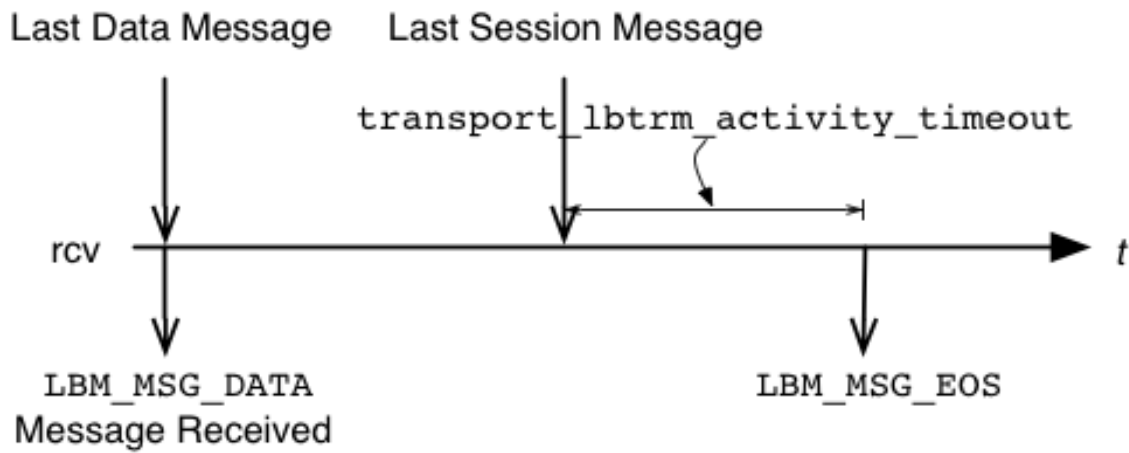 Last Data Message
Last Session Message
transport_lbtrm_activity_timeout
rcv
t
LBM_MSG_DATA
Message Received
LBM_MSG_EOS